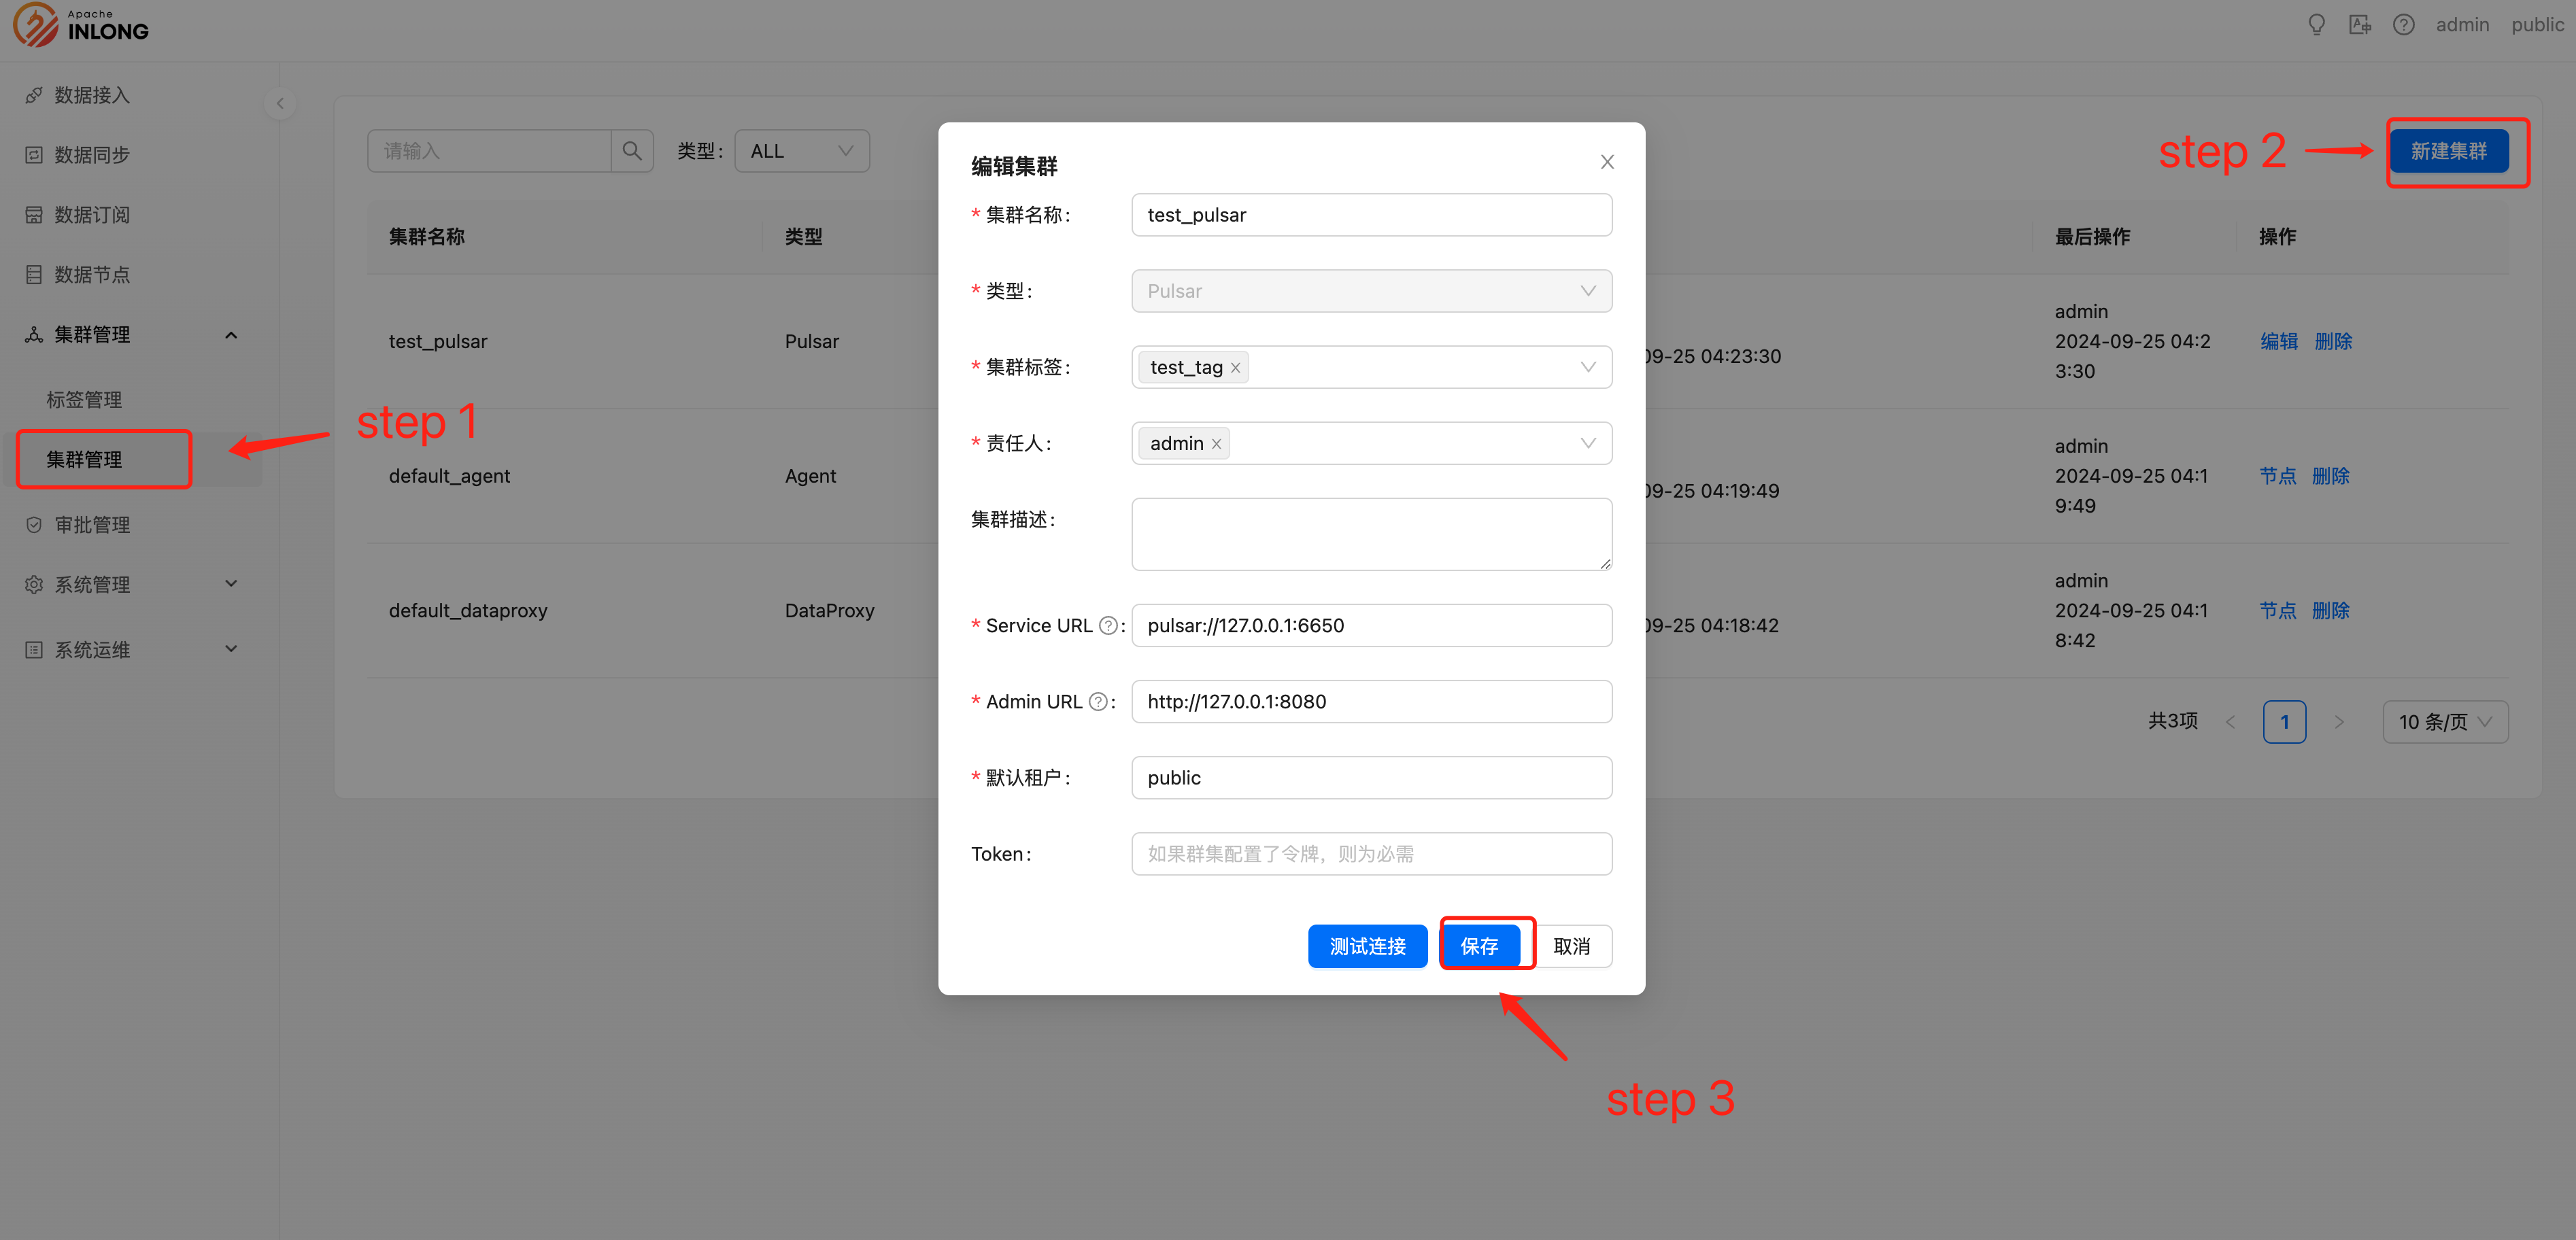 Apache
INLONG
admin public
数据接入
数据同步
数据订阅
数据节点
集群管理
标签管理
集群管理
审批管理
系统管理
系统运维
step 1
请输入
类型: ALL
step 2
新建集群
集群名称 类型 最后操作 操作
test_pulsar Pulsar 09-25 04:23:30 admin
2024-09-25 04:2
3:30 编辑 删除
default_agent Agent 09-25 04:19:49 admin
2024-09-25 04:1
9:49 节点 删除
default_dataproxy DataProxy 09-25 04:18:42 admin
2024-09-25 04:1
8:42 节点 删除
共3项 1 10 条/页
编辑集群
* 集群名称: test_pulsar
* 类型: Pulsar
* 集群标签: test_tag
* 责任人: admin
集群描述:
* Service URL : pulsar://127.0.0.1:6650
* Admin URL : http://127.0.0.1:8080
* 默认租户: public
Token: 如果群集配置了令牌，则为必需
测试连接 保存 取消
step 3